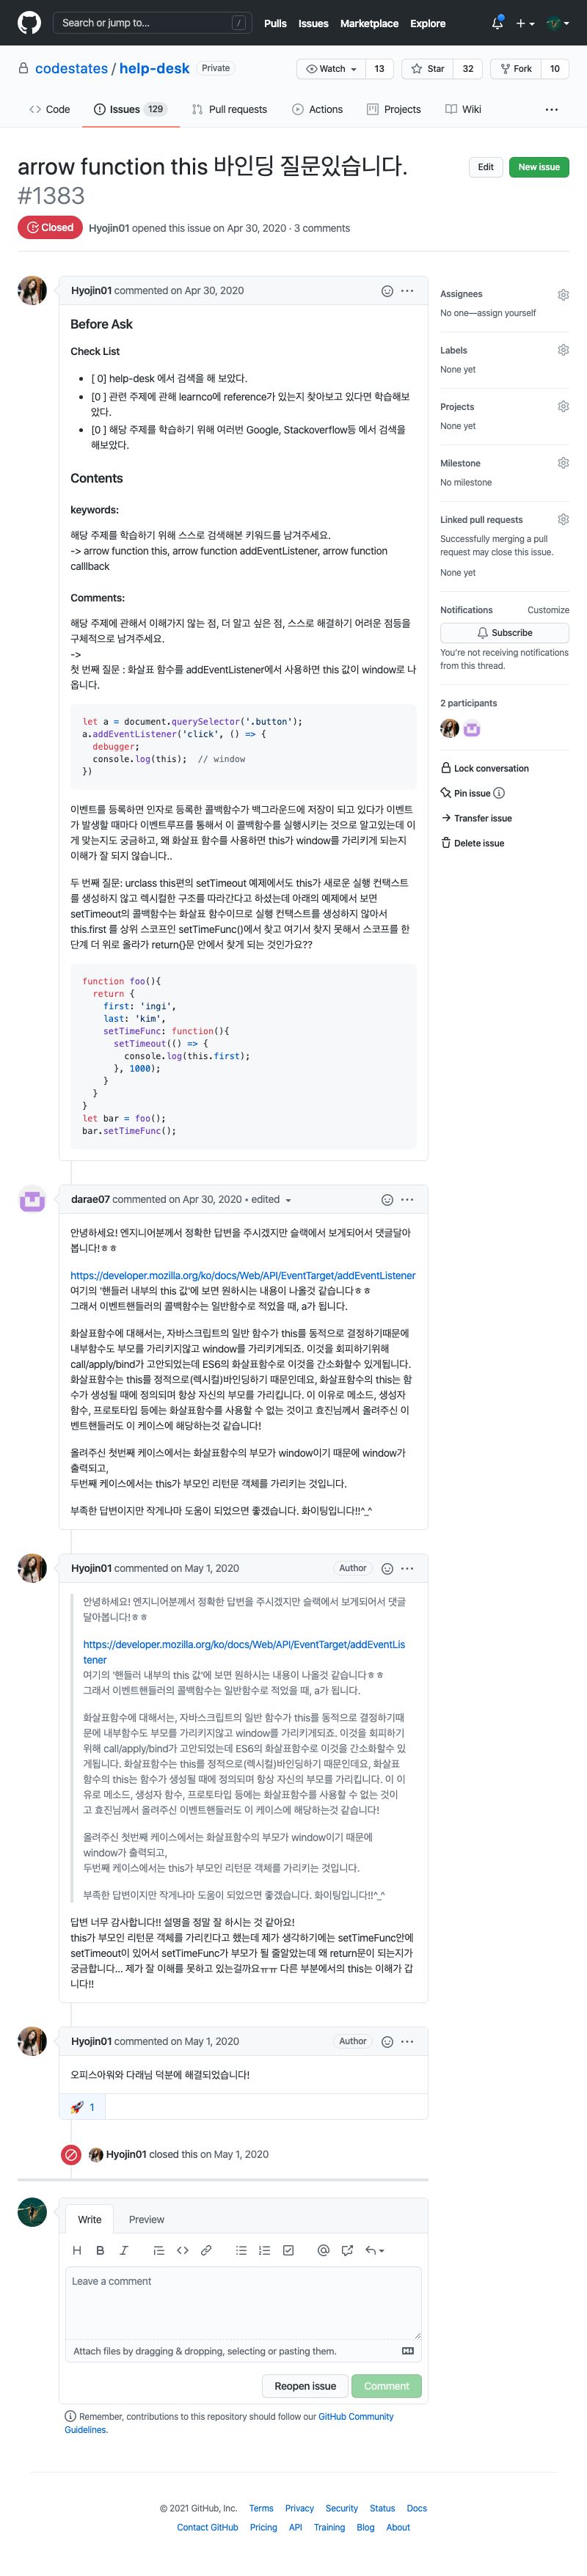 Search or jump to...
/
Pulls Issues Marketplace Explore
codestates / help-desk Private
Watch 13 Star 32 Fork 10
Code Issues 129 Pull requests Actions Projects Wiki
arrow function this 바인딩 질문있습니다.
#1383
Edit New issue
Closed Hyojin01 opened this issue on Apr 30, 2020 · 3 comments
Hyojin01 commented on Apr 30, 2020
Before Ask
Check List
[ 0] help-desk 에서 검색을 해 보았다.
[0 ] 관련 주제에 관해 learnco에 reference가 있는지 찾아보고 있다면 학습해보
았다.
[0 ] 해당 주제를 학습하기 위해 여러번 Google, Stackoverflow등 에서 검색을
해보았다.
Contents
keywords:
해당 주제를 학습하기 위해 스스로 검색해본 키워드를 남겨주세요.
-> arrow function this, arrow function addEventListener, arrow function
calllback
Comments:
해당 주제에 관해서 이해가지 않는 점, 더 알고 싶은 점, 스스로 해결하기 어려운 점등을
구체적으로 남겨주세요.
->
첫 번째 질문 : 화살표 함수를 addEventListener에서 사용하면 this 값이 window로 나
옵니다.
let a = document.querySelector('.button');
a.addEventListener('click', () => {
debugger;
console.log(this); // window
})
이벤트를 등록하면 인자로 등록한 콜백함수가 백그라운드에 저장이 되고 있다가 이벤트
가 발생할 때마다 이벤트루프를 통해서 이 콜백함수를 실행시키는 것으로 알고있는데 이
게 맞는지도 궁금하고, 왜 화살표 함수를 사용하면 this가 window를 가리키게 되는지
이해가 잘 되지 않습니다..
두 번째 질문: urclass this편의 setTimeout 예제에서도 this가 새로운 실행 컨택스트
를 생성하지 않고 렉시컬한 구조를 따라간다고 하셨는데 아래의 예제에서 보면
setTimeout의 콜백함수는 화살표 함수이므로 실행 컨택스트를 생성하지 않아서
this.first 를 상위 스코프인 setTimeFunc()에서 찾고 여기서 찾지 못해서 스코프를 한
단계 더 위로 올라가 return{}문 안에서 찾게 되는 것인가요??
function foo(){
return {
first: 'ingi',
last: 'kim',
setTimeFunc: function(){
setTimeout(() => {
console.log(this.first);
}, 1000);
}
}
}
let bar = foo();
bar.setTimeFunc();
Assignees
No one—assign yourself
Labels
None yet
Projects
None yet
Milestone
No milestone
Linked pull requests
Successfully merging a pull
request may close this issue.
None yet
Notifications Customize
Subscribe
You're not receiving notifications
from this thread.
2 participants
Lock conversation
Pin issue
Transfer issue
Delete issue
darae07 commented on Apr 30, 2020 • edited
안녕하세요! 엔지니어분께서 정확한 답변을 주시겠지만 슬랙에서 보게되어서 댓글달아
봅니다!ㅎㅎ
https://developer.mozilla.org/ko/docs/Web/API/EventTarget/addEventListener
여기의 '핸들러 내부의 this 값'에 보면 원하시는 내용이 나올것 같습니다ㅎㅎ
그래서 이벤트핸들러의 콜백함수는 일반함수로 적었을 때, a가 됩니다.
화살표함수에 대해서는, 자바스크립트의 일반 함수가 this를 동적으로 결정하기때문에
내부함수도 부모를 가리키지않고 window를 가리키게되죠. 이것을 회피하기위해
call/apply/bind가 고안되었는데 ES6의 화살표함수로 이것을 간소화할수 있게됩니다.
화살표함수는 this를 정적으로(렉시컬)바인딩하기 때문인데요, 화살표함수의 this는 함
수가 생성될 때에 정의되며 항상 자신의 부모를 가리킵니다. 이 이유로 메소드, 생성자
함수, 프로토타입 등에는 화살표함수를 사용할 수 없는 것이고 효진님께서 올려주신 이
벤트핸들러도 이 케이스에 해당하는것 같습니다!
올려주신 첫번째 케이스에서는 화살표함수의 부모가 window이기 때문에 window가
출력되고,
두번째 케이스에서는 this가 부모인 리턴문 객체를 가리키는 것입니다.
부족한 답변이지만 작게나마 도움이 되었으면 좋겠습니다. 화이팅입니다!!^_^
Hyojin01 commented on May 1, 2020 Author
안녕하세요! 엔지니어분께서 정확한 답변을 주시겠지만 슬랙에서 보게되어서 댓글
달아봅니다!ㅎㅎ
https://developer.mozilla.org/ko/docs/Web/API/EventTarget/addEventLis
tener
여기의 '핸들러 내부의 this 값'에 보면 원하시는 내용이 나올것 같습니다ㅎㅎ
그래서 이벤트핸들러의 콜백함수는 일반함수로 적었을 때, a가 됩니다.
화살표함수에 대해서는, 자바스크립트의 일반 함수가 this를 동적으로 결정하기때
문에 내부함수도 부모를 가리키지않고 window를 가리키게되죠. 이것을 회피하기
위해 call/apply/bind가 고안되었는데 ES6의 화살표함수로 이것을 간소화할수 있
게됩니다. 화살표함수는 this를 정적으로(렉시컬)바인딩하기 때문인데요, 화살표
함수의 this는 함수가 생성될 때에 정의되며 항상 자신의 부모를 가리킵니다. 이 이
유로 메소드, 생성자 함수, 프로토타입 등에는 화살표함수를 사용할 수 없는 것이
고 효진님께서 올려주신 이벤트핸들러도 이 케이스에 해당하는것 같습니다!
올려주신 첫번째 케이스에서는 화살표함수의 부모가 window이기 때문에
window가 출력되고,
두번째 케이스에서는 this가 부모인 리턴문 객체를 가리키는 것입니다.
부족한 답변이지만 작게나마 도움이 되었으면 좋겠습니다. 화이팅입니다!!^_^
답변 너무 감사합니다!! 설명을 정말 잘 하시는 것 같아요!
this가 부모인 리턴문 객체를 가리킨다고 했는데 제가 생각하기에는 setTimeFunc안에
setTimeout이 있어서 setTimeFunc가 부모가 될 줄알았는데 왜 return문이 되는지가
궁금합니다... 제가 잘 이해를 못하고 있는걸까요ㅠㅠ 다른 부분에서의 this는 이해가 갑
니다!!
Hyojin01 commented on May 1, 2020 Author
오피스아워와 다래님 덕분에 해결되었습니다!
🚀 1
Hyojin01 closed this on May 1, 2020
Write Preview
Leave a comment
Attach files by dragging & dropping, selecting or pasting them.
Reopen issue Comment
Remember, contributions to this repository should follow our GitHub Community
Guidelines.
© 2021 GitHub, Inc. Terms Privacy Security Status Docs
Contact GitHub Pricing API Training Blog About